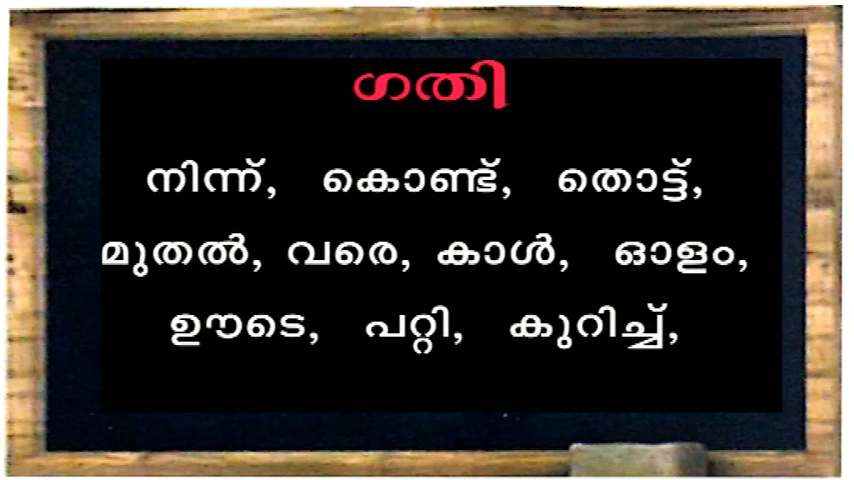 ഗതി
നിന്ന്, കൊണ്ട്, തൊട്ട്,
മുതൽ, വരെ, കാൾ, ഓളം,
ഊടെ, പറ്റി, കുറിച്ച്,